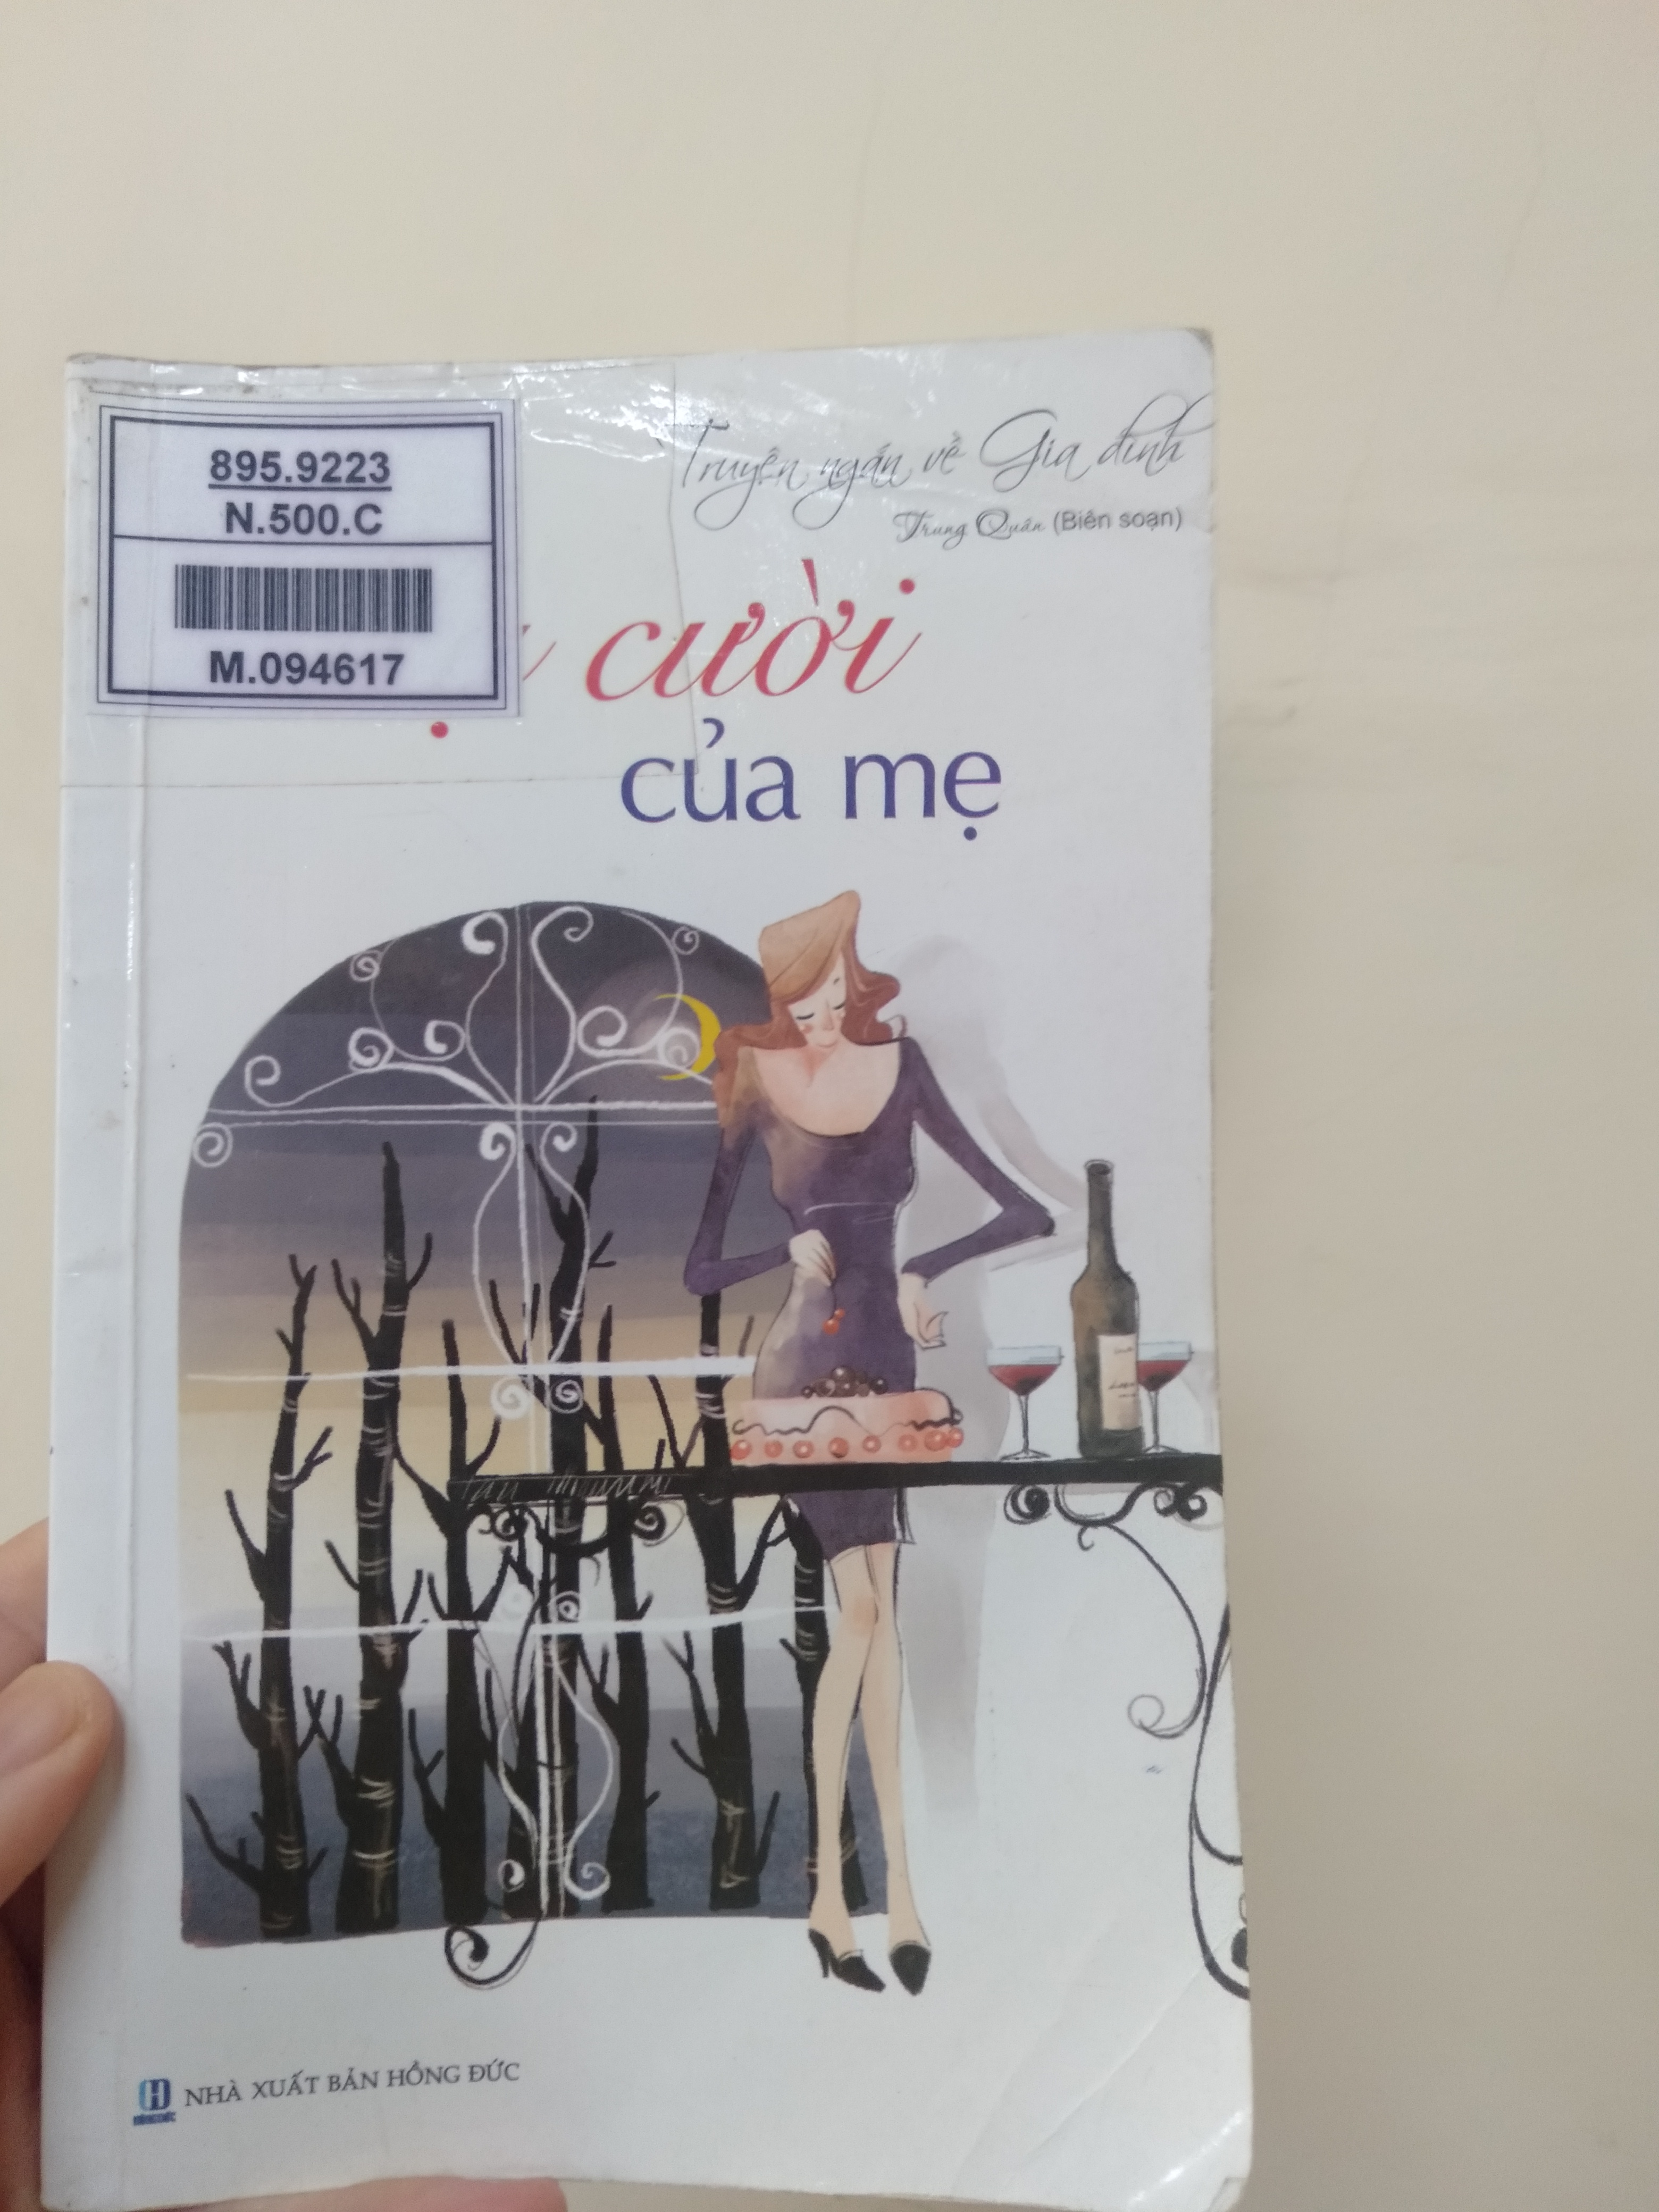 895.9223
N.500.C
M.094617
Truyện ngắn về Gia đình
Trung Quân (Biên soạn)
cười
của mẹ
NHÀ XUẤT BẢN HỒNG ĐỨC